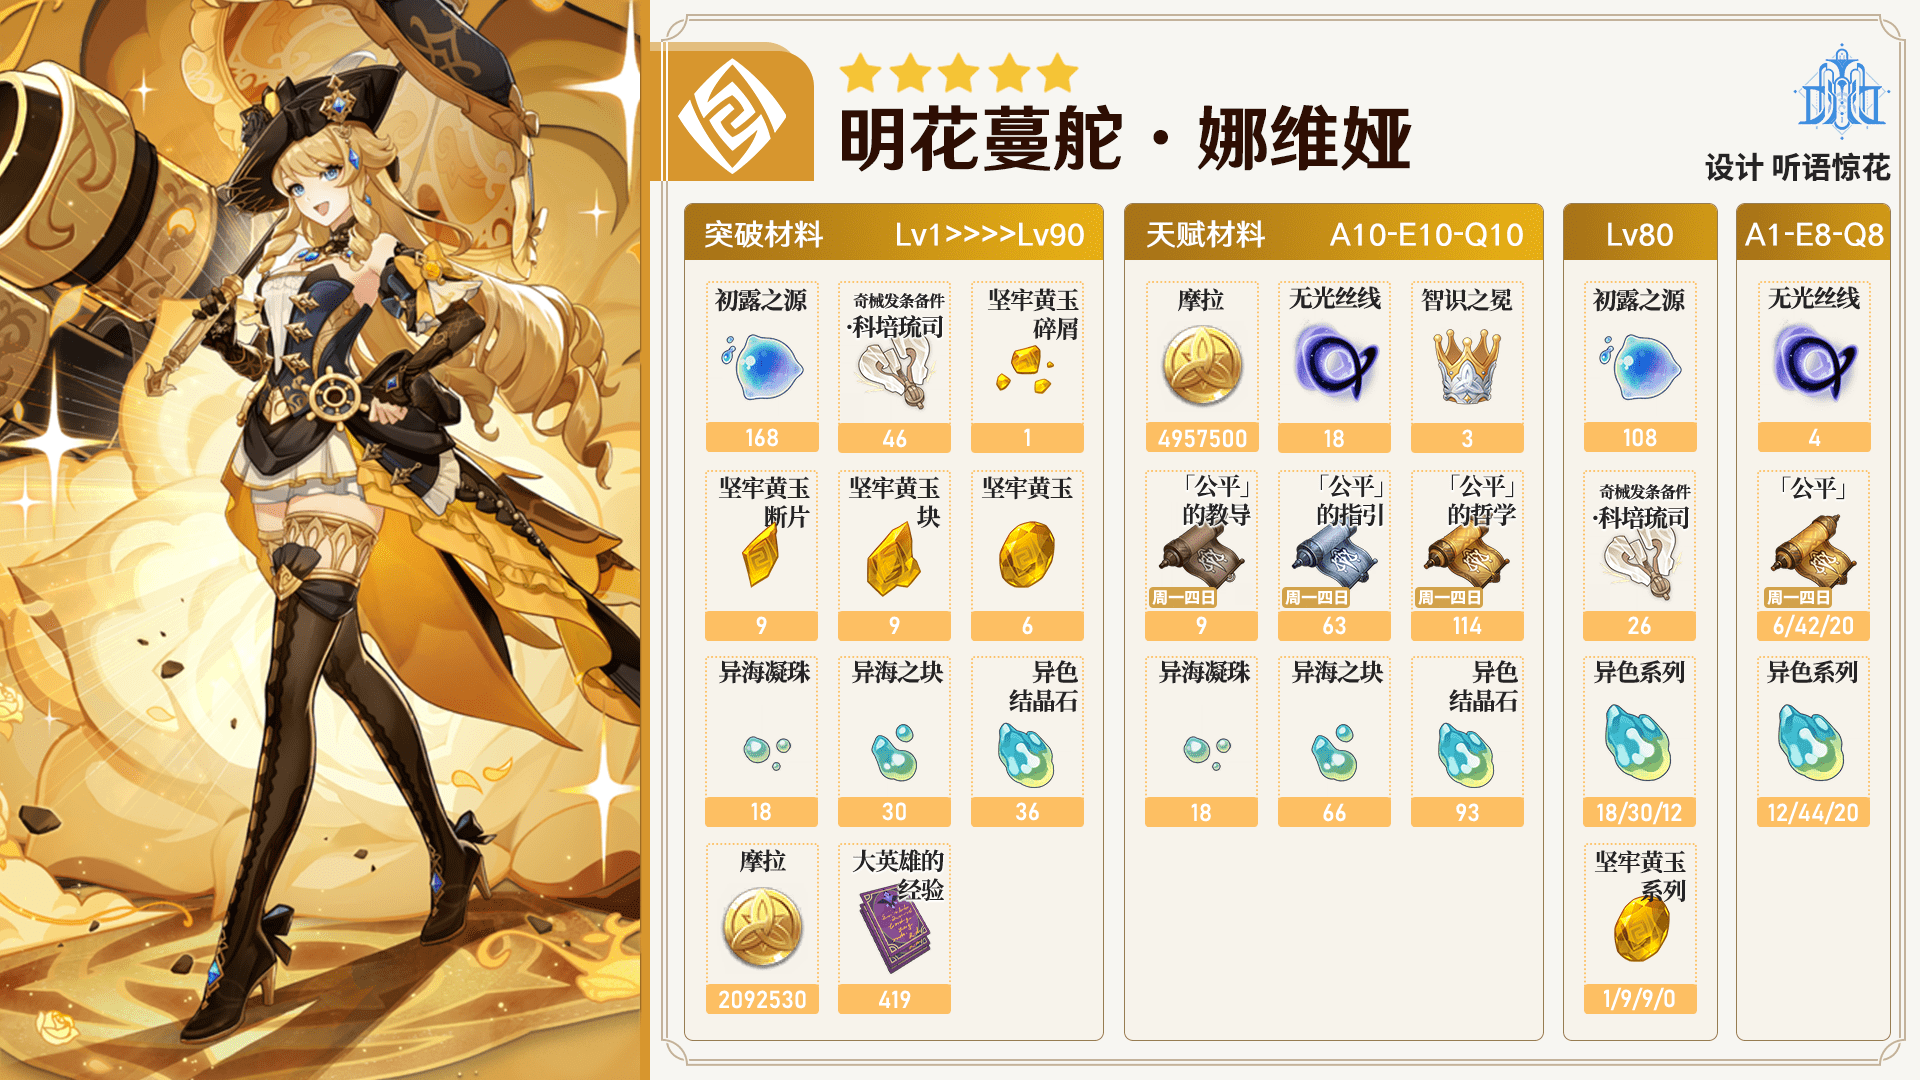 明花蔓舵·娜维娅
设计 听语惊花
突破材料 Lv1>>>>Lv90
初露之源
168
奇械发条备件
·科培琉司
46
坚牢黄玉
碎屑
1
坚牢黄玉
断片
9
坚牢黄玉
块
9
坚牢黄玉
6
异海凝珠
18
异海之块
30
异色
结晶石
36
摩拉
2092530
大英雄的
经验
419
天赋材料 A10-E10-Q10
摩拉
4957500
无光丝线
18
智识之冕
3
「公平」
的教导
周一四日
9
「公平」
的指引
周一四日
63
「公平」
的哲学
周一四日
114
异海凝珠
18
异海之块
66
异色
结晶石
93
Lv80
初露之源
108
奇械发条备件
·科培琉司
26
异色系列
18/30/12
坚牢黄玉
系列
1/9/9/0
A1-E8-Q8
无光丝线
4
「公平」
周一四日
6/42/20
异色系列
12/44/20